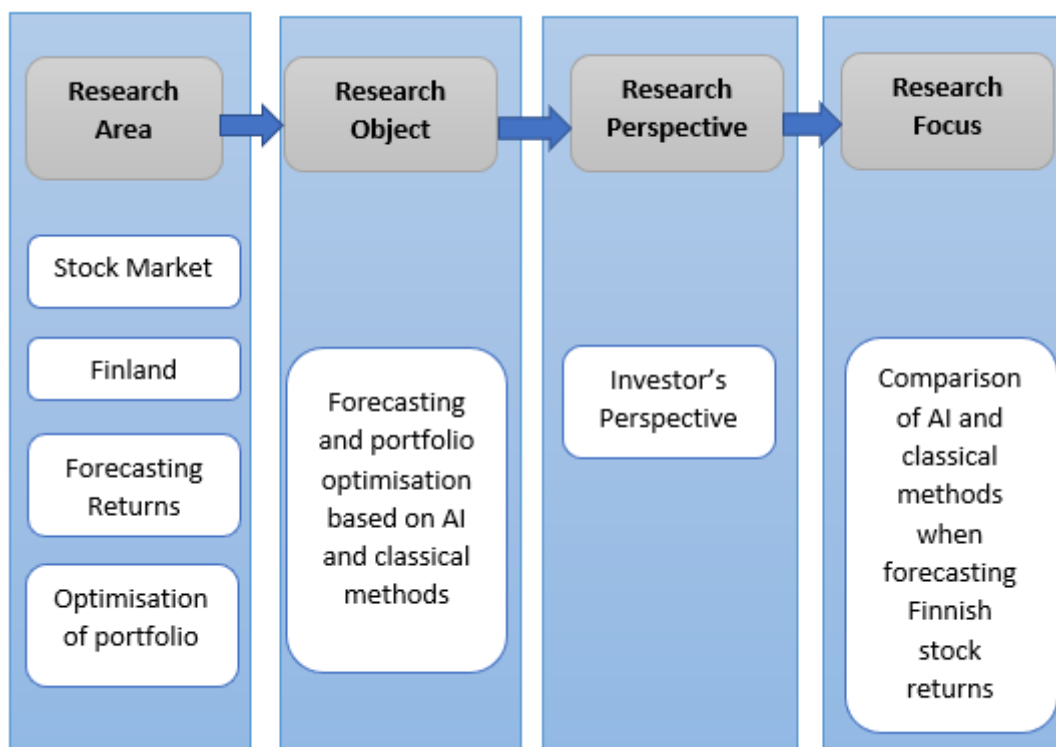 Research
Area
Research
Object
Research
Perspective
Research
Focus
Stock Market
Finland
Forecasting
Returns
Optimisation
of portfolio
Forecasting
and portfolio
optimisation
based on AI
and classical
methods
Investor’s
Perspective
Comparison
of AI and
classical
methods
when
forecasting
Finnish
stock
returns